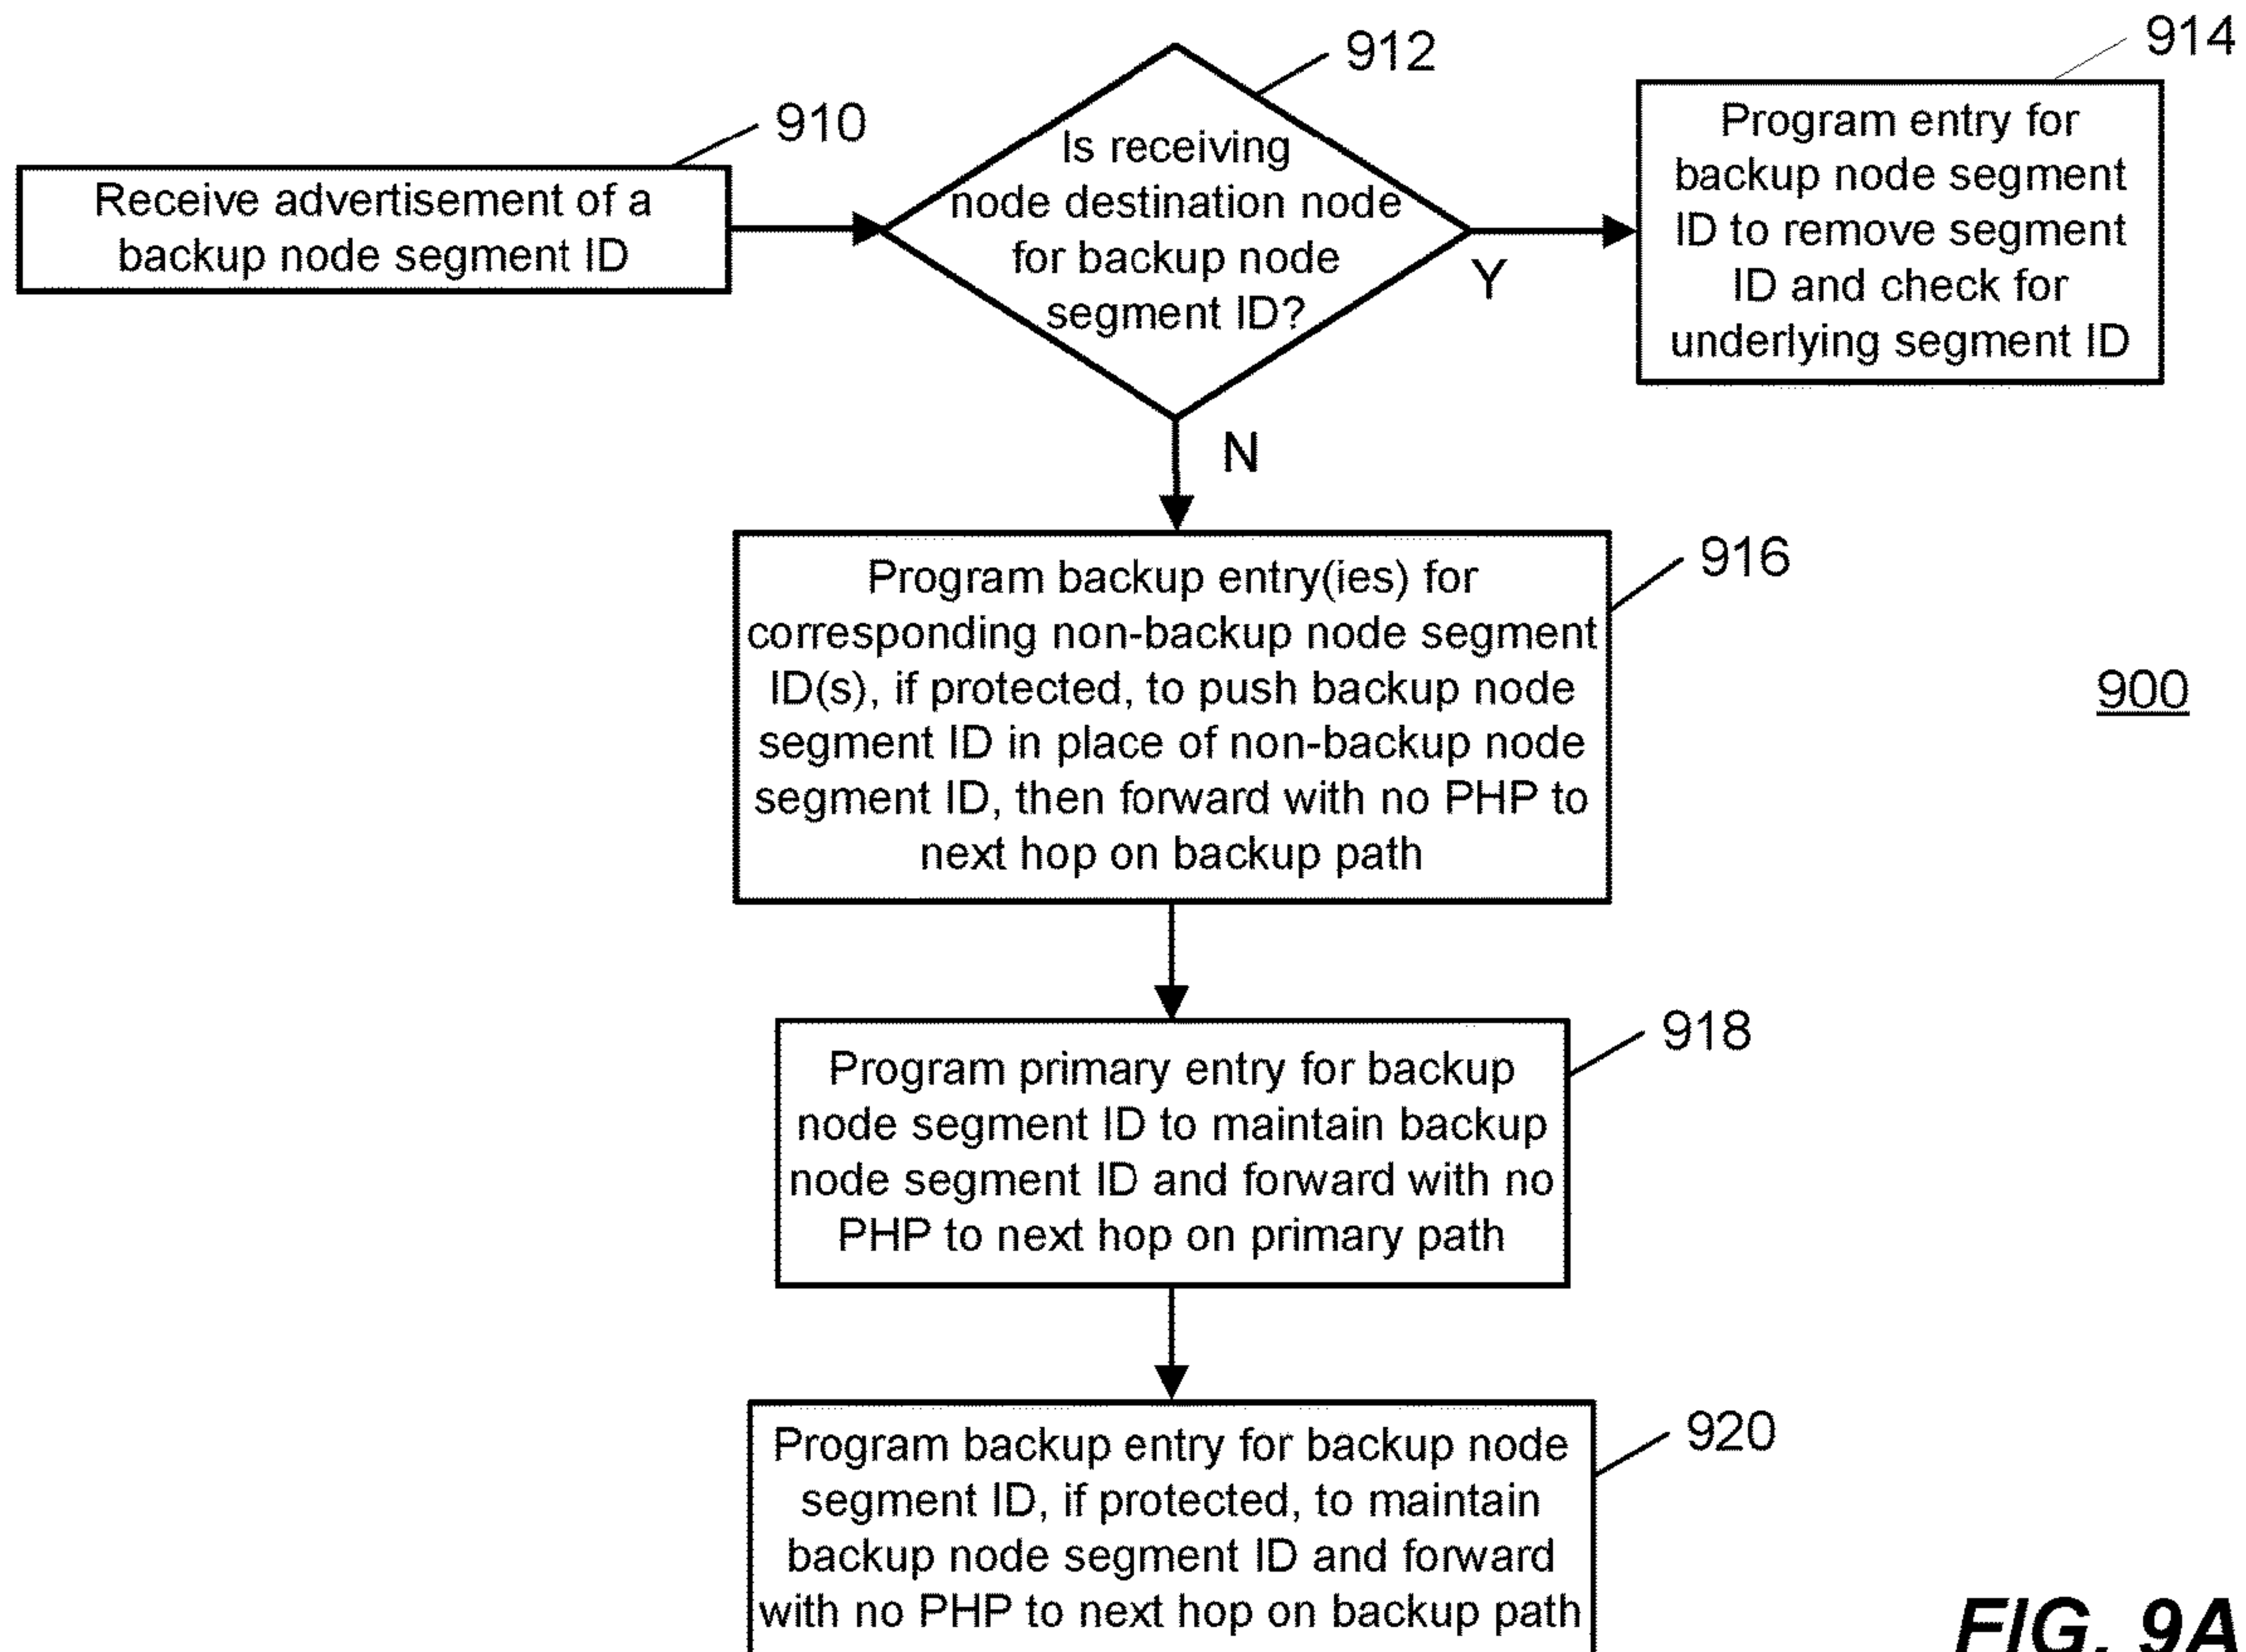 912
914
910
Receive advertisement of a
backup node segment ID
Is receiving
node destination node
for backup node
segment ID?
Y
Program entry for
backup node segment
ID to remove segment
ID and check for
underlying segment ID
N
916
Program backup entry(ies) for
corresponding non-backup node segment
ID(s), if protected, to push backup node
segment ID in place of non-backup node
segment ID, then forward with no PHP to
next hop on backup path
900
918
Program primary entry for backup
node segment ID to maintain backup
node segment ID and forward with no
PHP to next hop on primary path
920
Program backup entry for backup node
segment ID, if protected, to maintain
backup node segment ID and forward
with no PHP to next hop on backup path
FIG. 9A